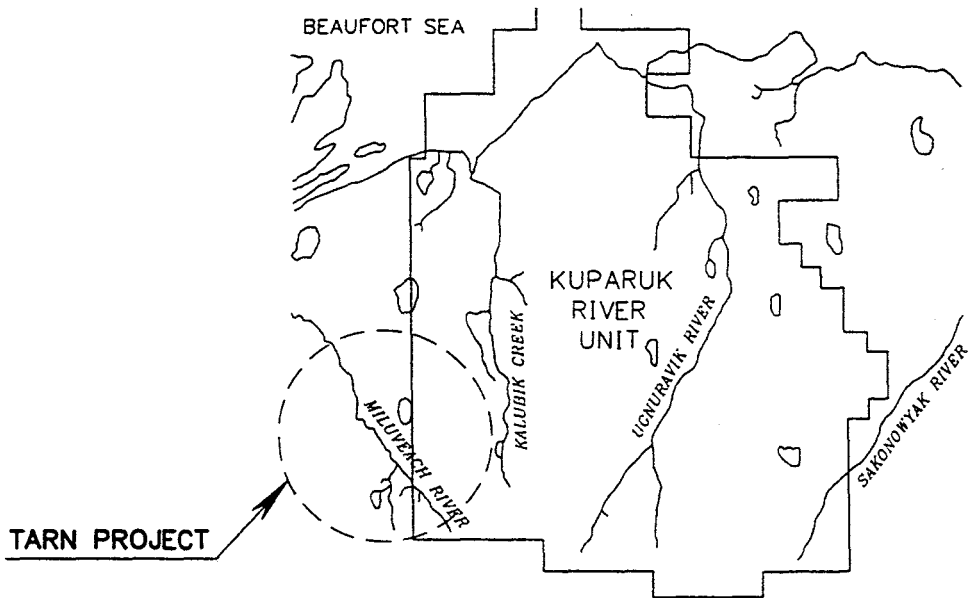 BEAUFORT SEA
KUPARUK
RIVER
UNIT
KALUBIK CREEK
UGNURAVIK RIVER
MILUVEACH RIVER
SAKONOWYAK RIVER
TARN PROJECT